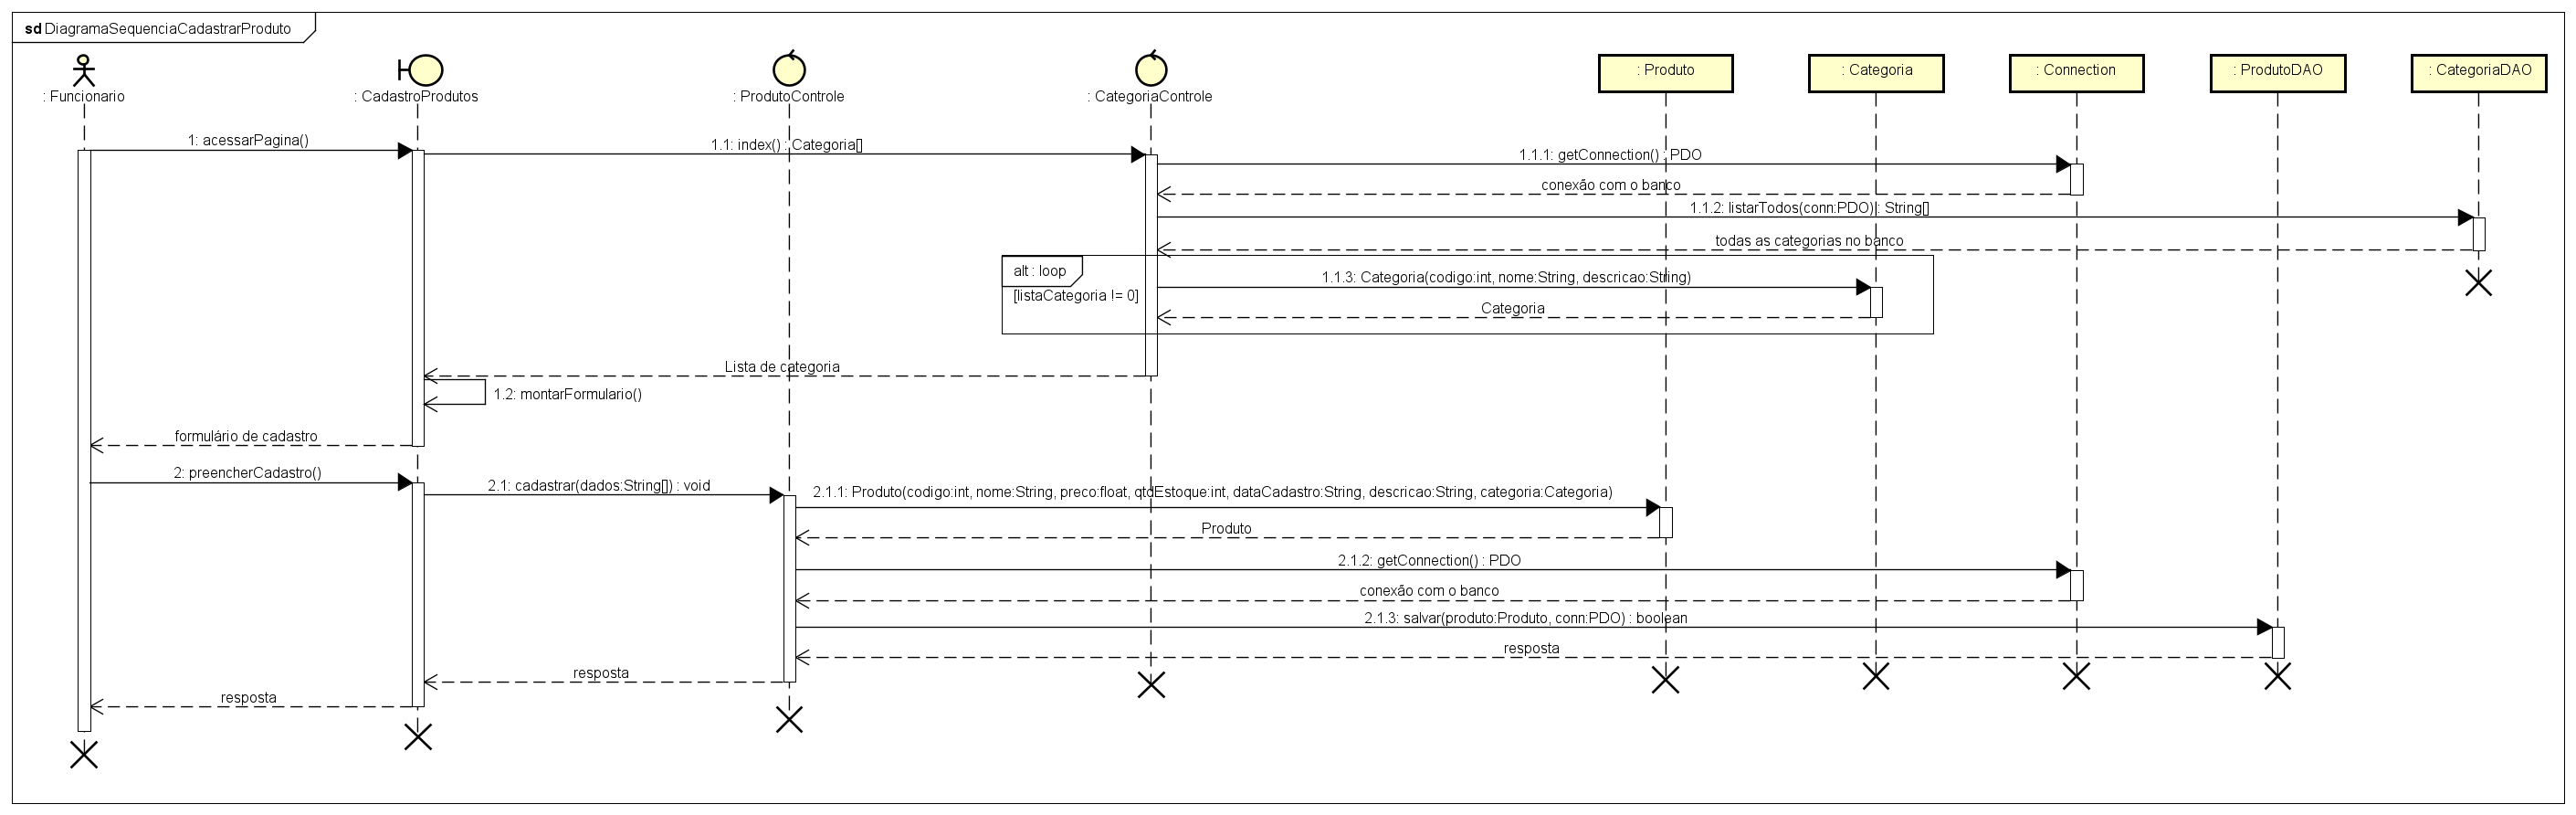 sd DiagramaSequenciaCadastrarProduto
: Funcionario
: CadastroProdutos
: ProdutoControle
: CategoriaControle
: Produto
: Categoria
: Connection
: ProdutoDAO
: CategoriaDAO
1: acessarPagina()
1.1: index() : Categoria[]
1.1.1: getConnection() : PDO
conexão com o banco
1.1.2: listarTodos(conn:PDO) : String[]
todas as categorias no banco
alt : loop
[listaCategoria != 0]
1.1.3: Categoria(codigo:int, nome:String, descricao:String)
Categoria
Lista de categoria
1.2: montarFormulario()
formulário de cadastro
2: preencherCadastro()
2.1: cadastrar(dados:String[]) : void
2.1.1: Produto(codigo:int, nome:String, preco:float, qtdEstoque:int, dataCadastro:String, descricao:String, categoria:Categoria)
Produto
2.1.2: getConnection() : PDO
conexão com o banco
2.1.3: salvar(produto:Produto, conn:PDO) : boolean
resposta
resposta
resposta